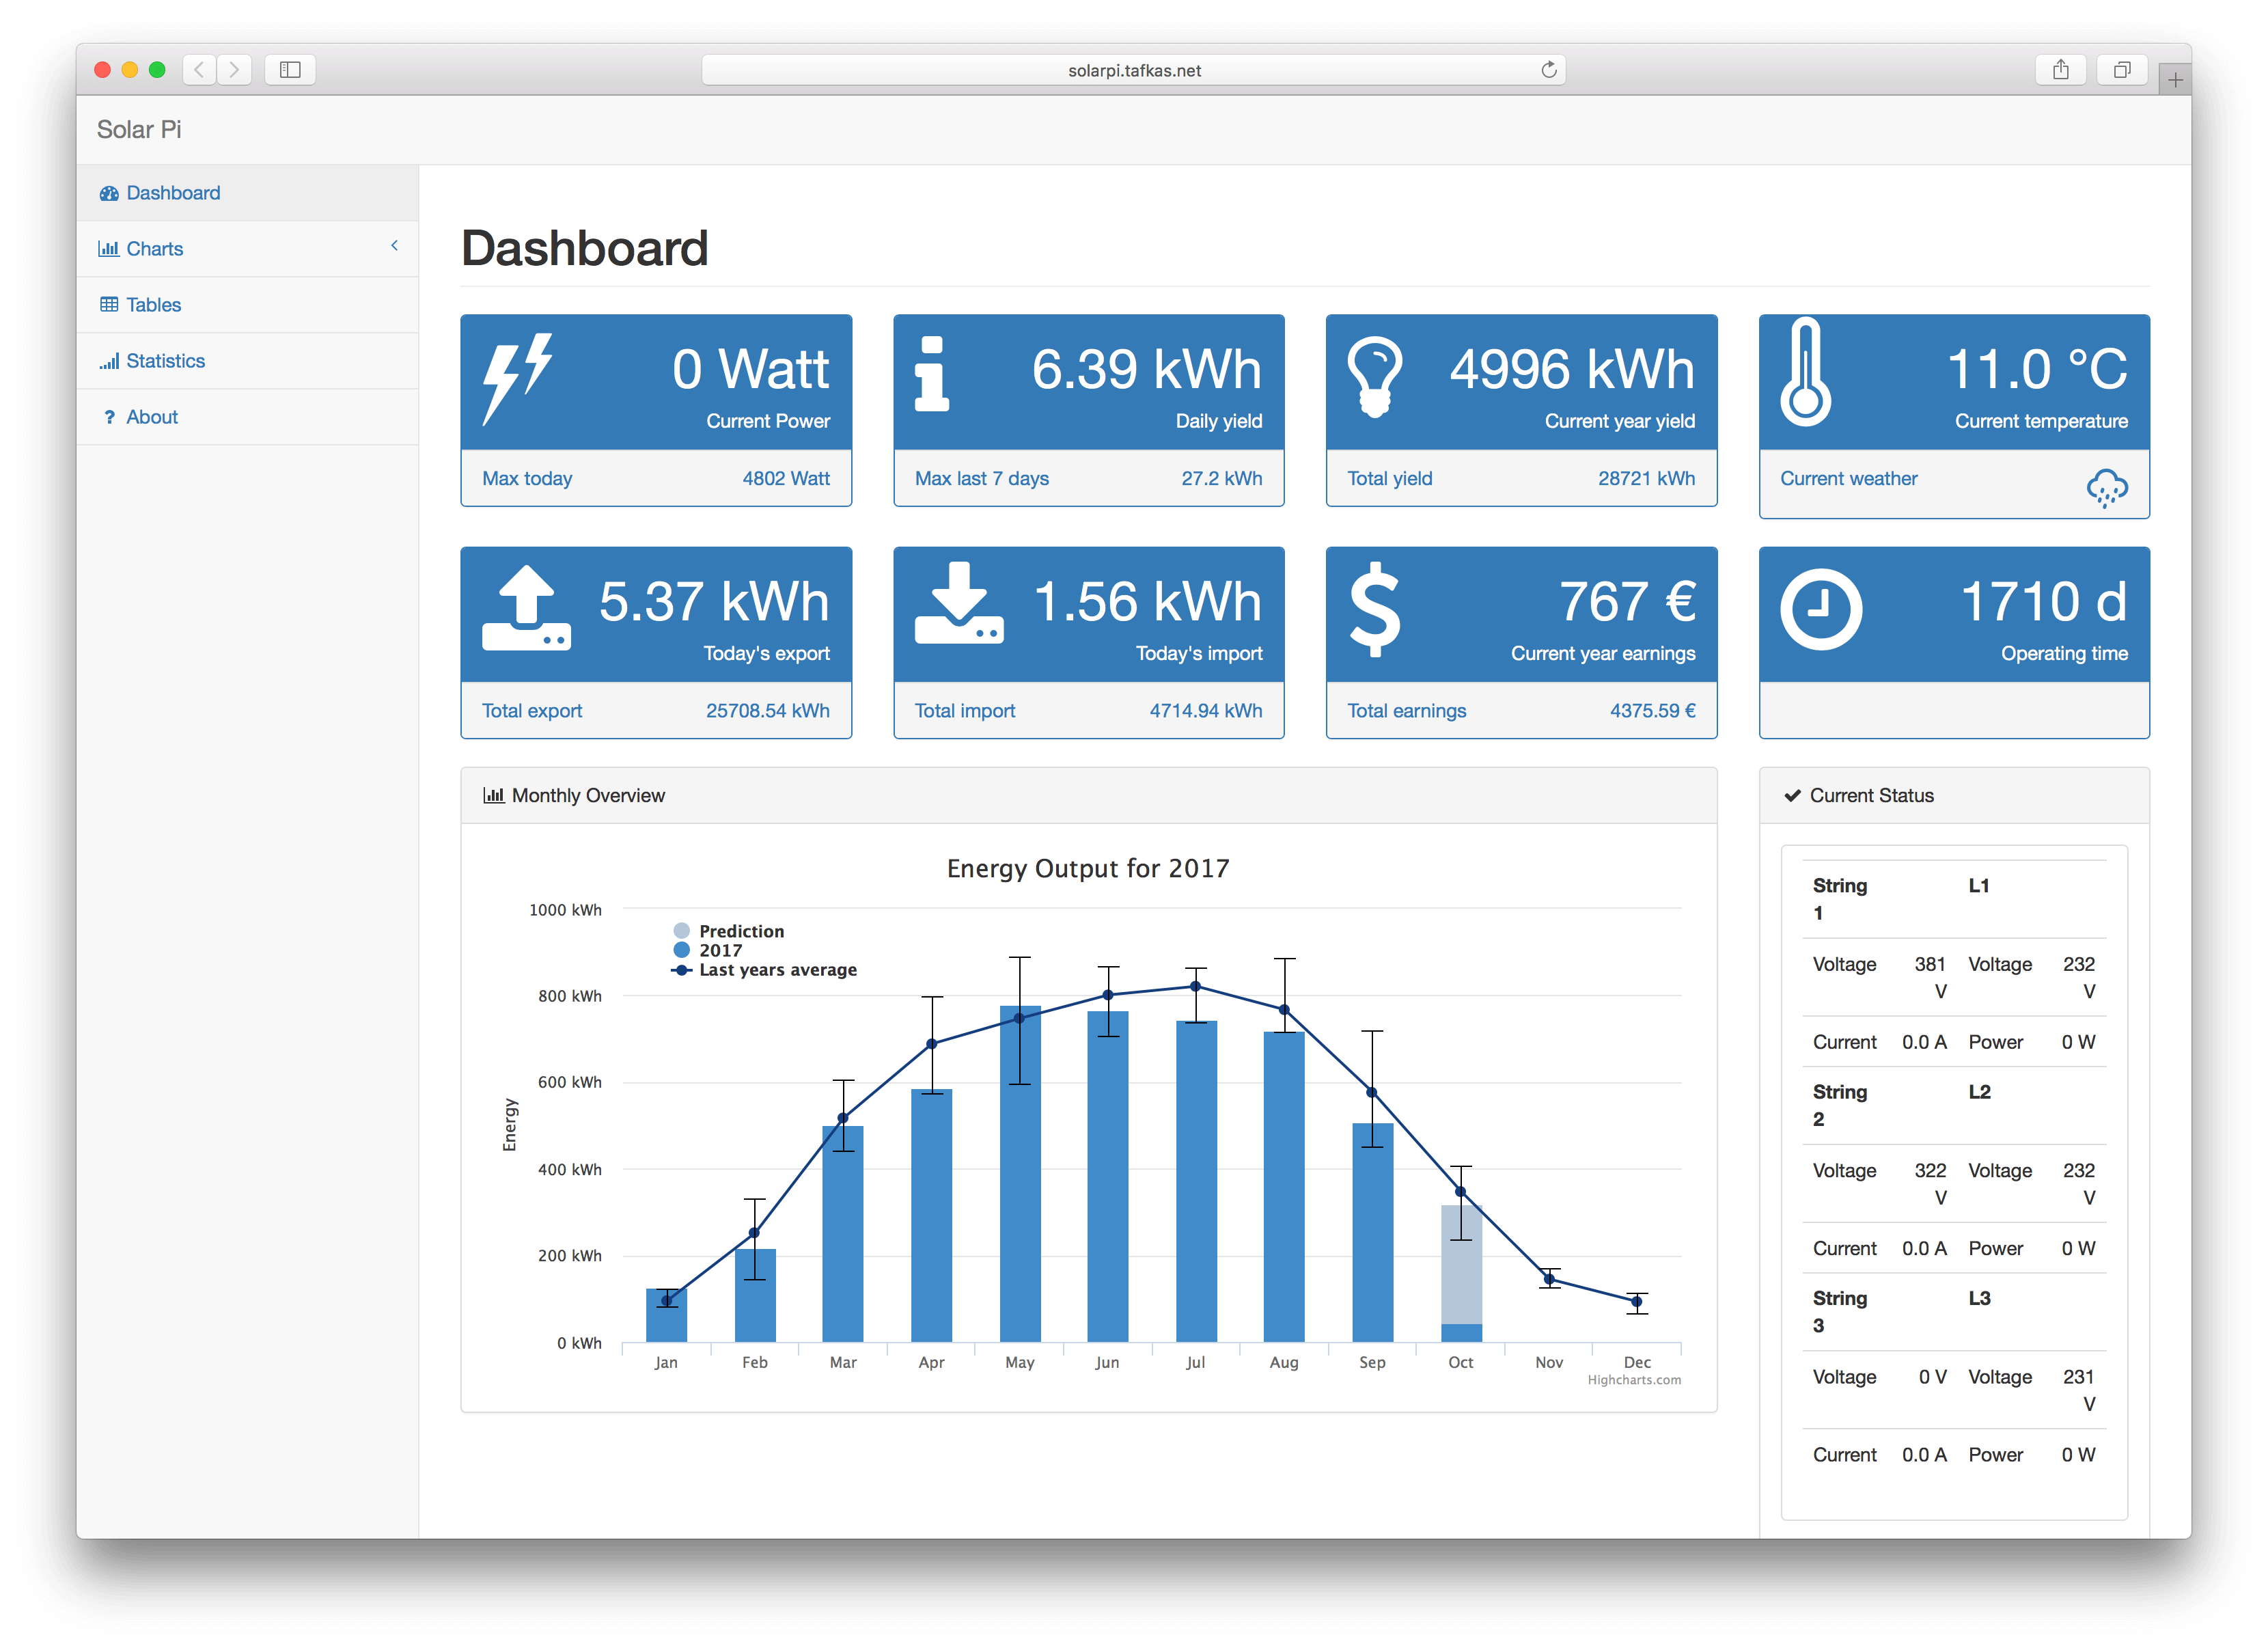 solarpi.tafkas.net
Solar Pi
Dashboard
Charts
Tables
Statistics
? About
Dashboard
0 Watt
Current Power
Max today 4802 Watt
6.39 kWh
Daily yield
Max last 7 days 27.2 kWh
4996 kWh
Current year yield
Total yield 28721 kWh
11.0 °C
Current temperature
Current weather
5.37 kWh
Today's export
Total export 25708.54 kWh
1.56 kWh
Today's import
Total import 4714.94 kWh
$ 767 €
Current year earnings
Total earnings 4375.59 €
1710 d
Operating time
Monthly Overview
Energy Output for 2017
Prediction
2017
Last years average
Energy
1000 kWh
800 kWh
600 kWh
400 kWh
200 kWh
0 kWh
Jan Feb Mar Apr May Jun Jul Aug Sep Oct Nov Dec
Highcharts.com
Current Status
String L1
1
Voltage 381 Voltage 232
V V
Current 0.0 A Power 0 W
String L2
2
Voltage 322 Voltage 232
V V
Current 0.0 A Power 0 W
String L3
3
Voltage 0 V Voltage 231
V
Current 0.0 A Power 0 W